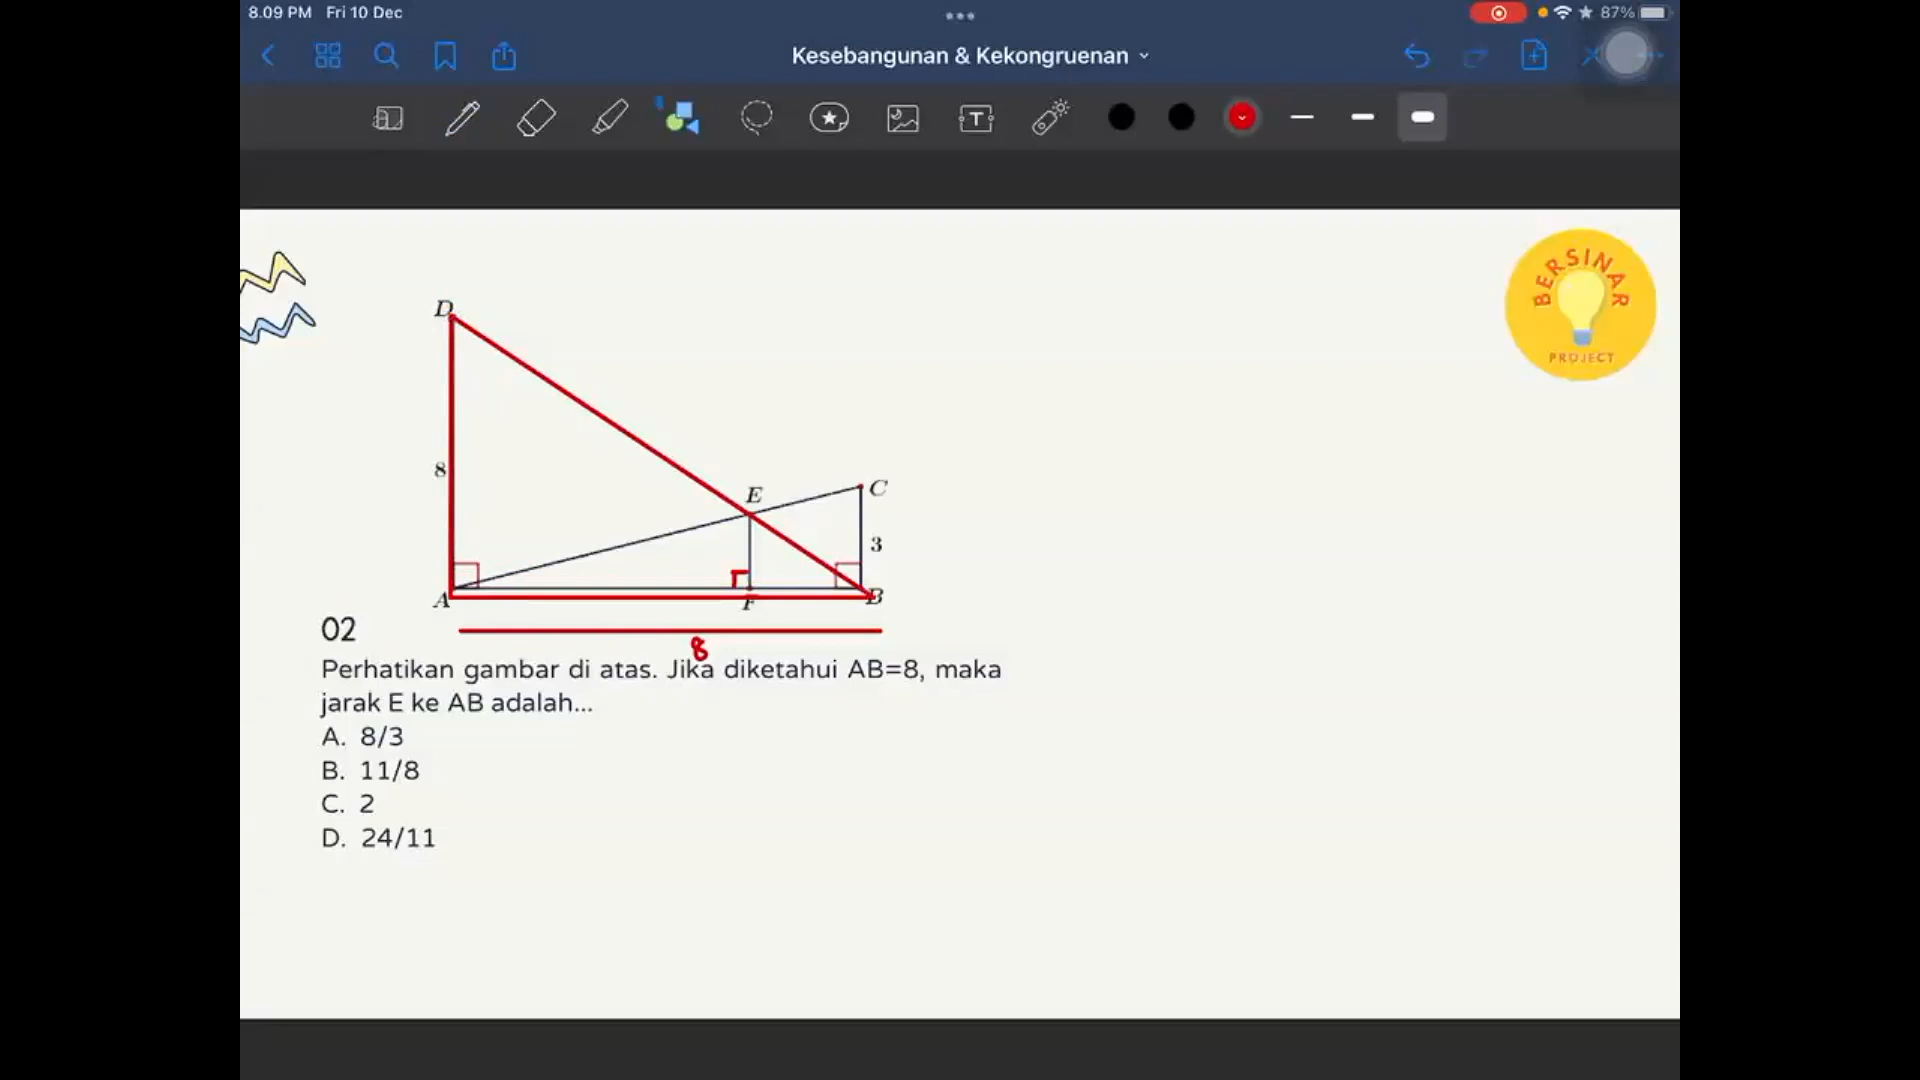 8.09 PM Fri 10 Dec
87%
Kesebangunan & Kekongruenan
T
BERSINAR
PROJECT
D
8
E
C
3
A
F
B
8
02
Perhatikan gambar di atas. Jika diketahui AB=8, maka
jarak E ke AB adalah...
A. 8/3
B. 11/8
C. 2
D. 24/11